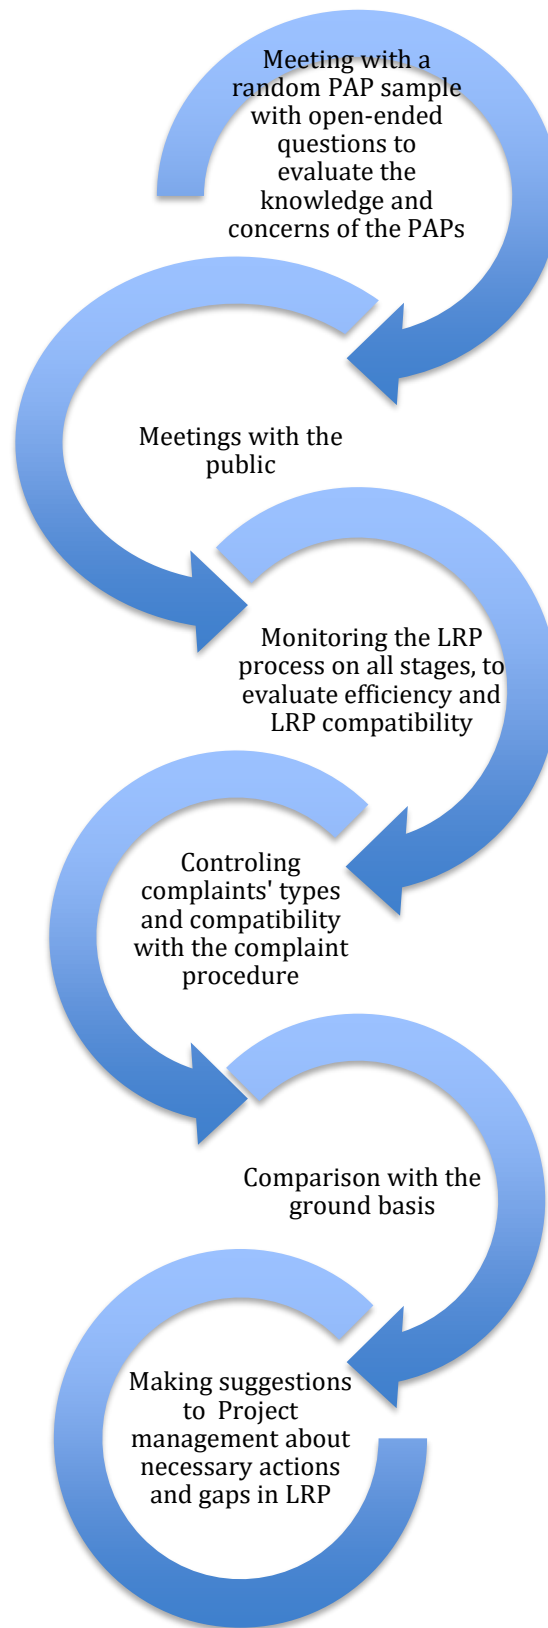 Meeting with a
random PAP sample
with open-ended
questions to
evaluate the
knowledge and
concerns of the PAPs
Meetings with the
public
Monitoring the LRP
process on all stages, to
evaluate efficiency and
LRP compatibility
Controling
complaints' types
and compatibility
with the complaint
procedure
Comparison with the
ground basis
Making suggestions
to Project
management about
necessary actions
and gaps in LRP